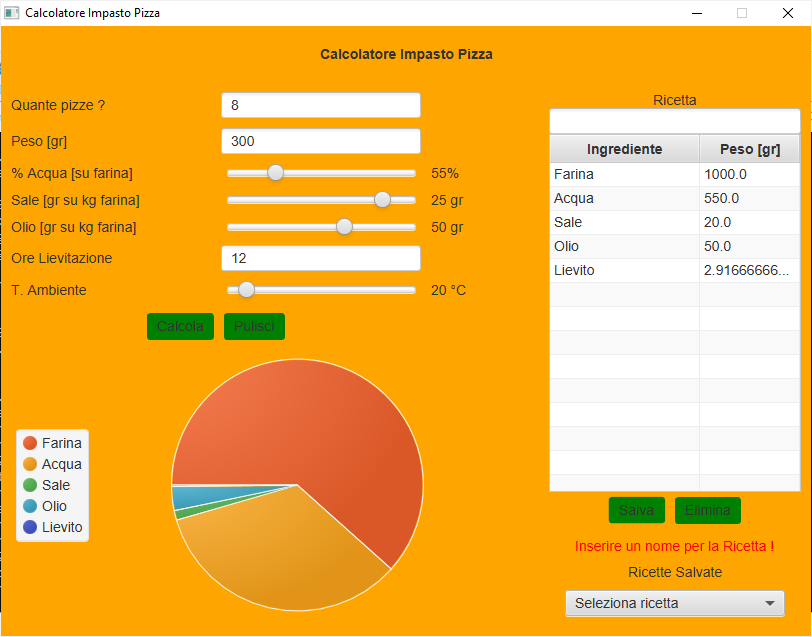 Calcolatore Impasto Pizza
Calcolatore Impasto Pizza
Quante pizze ? 8
Peso [gr] 300
% Acqua [su farina] 55%
Sale [gr su kg farina] 25 gr
Olio [gr su kg farina] 50 gr
Ore Lievitazione 12
T. Ambiente 20 °C
Calcola Pulisci
Farina
Acqua
Sale
Olio
Lievito
Ricetta
Ingrediente Peso [gr]
Farina 1000.0
Acqua 550.0
Sale 20.0
Olio 50.0
Lievito 2.91666666...
Salva Elimina
Inserire un nome per la Ricetta !
Ricette Salvate
Seleziona ricetta